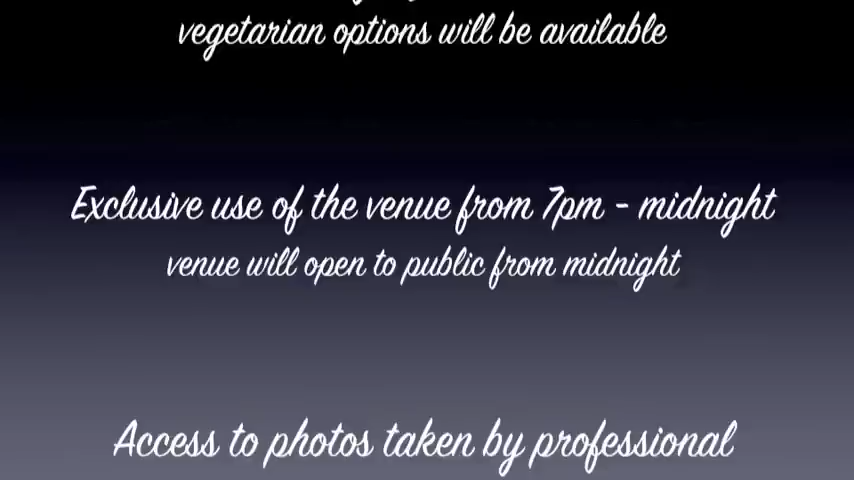 vegetarian options will be available
Exclusive use of the venue from 7pm - midnight
venue will open to public from midnight
Access to photos taken by professional